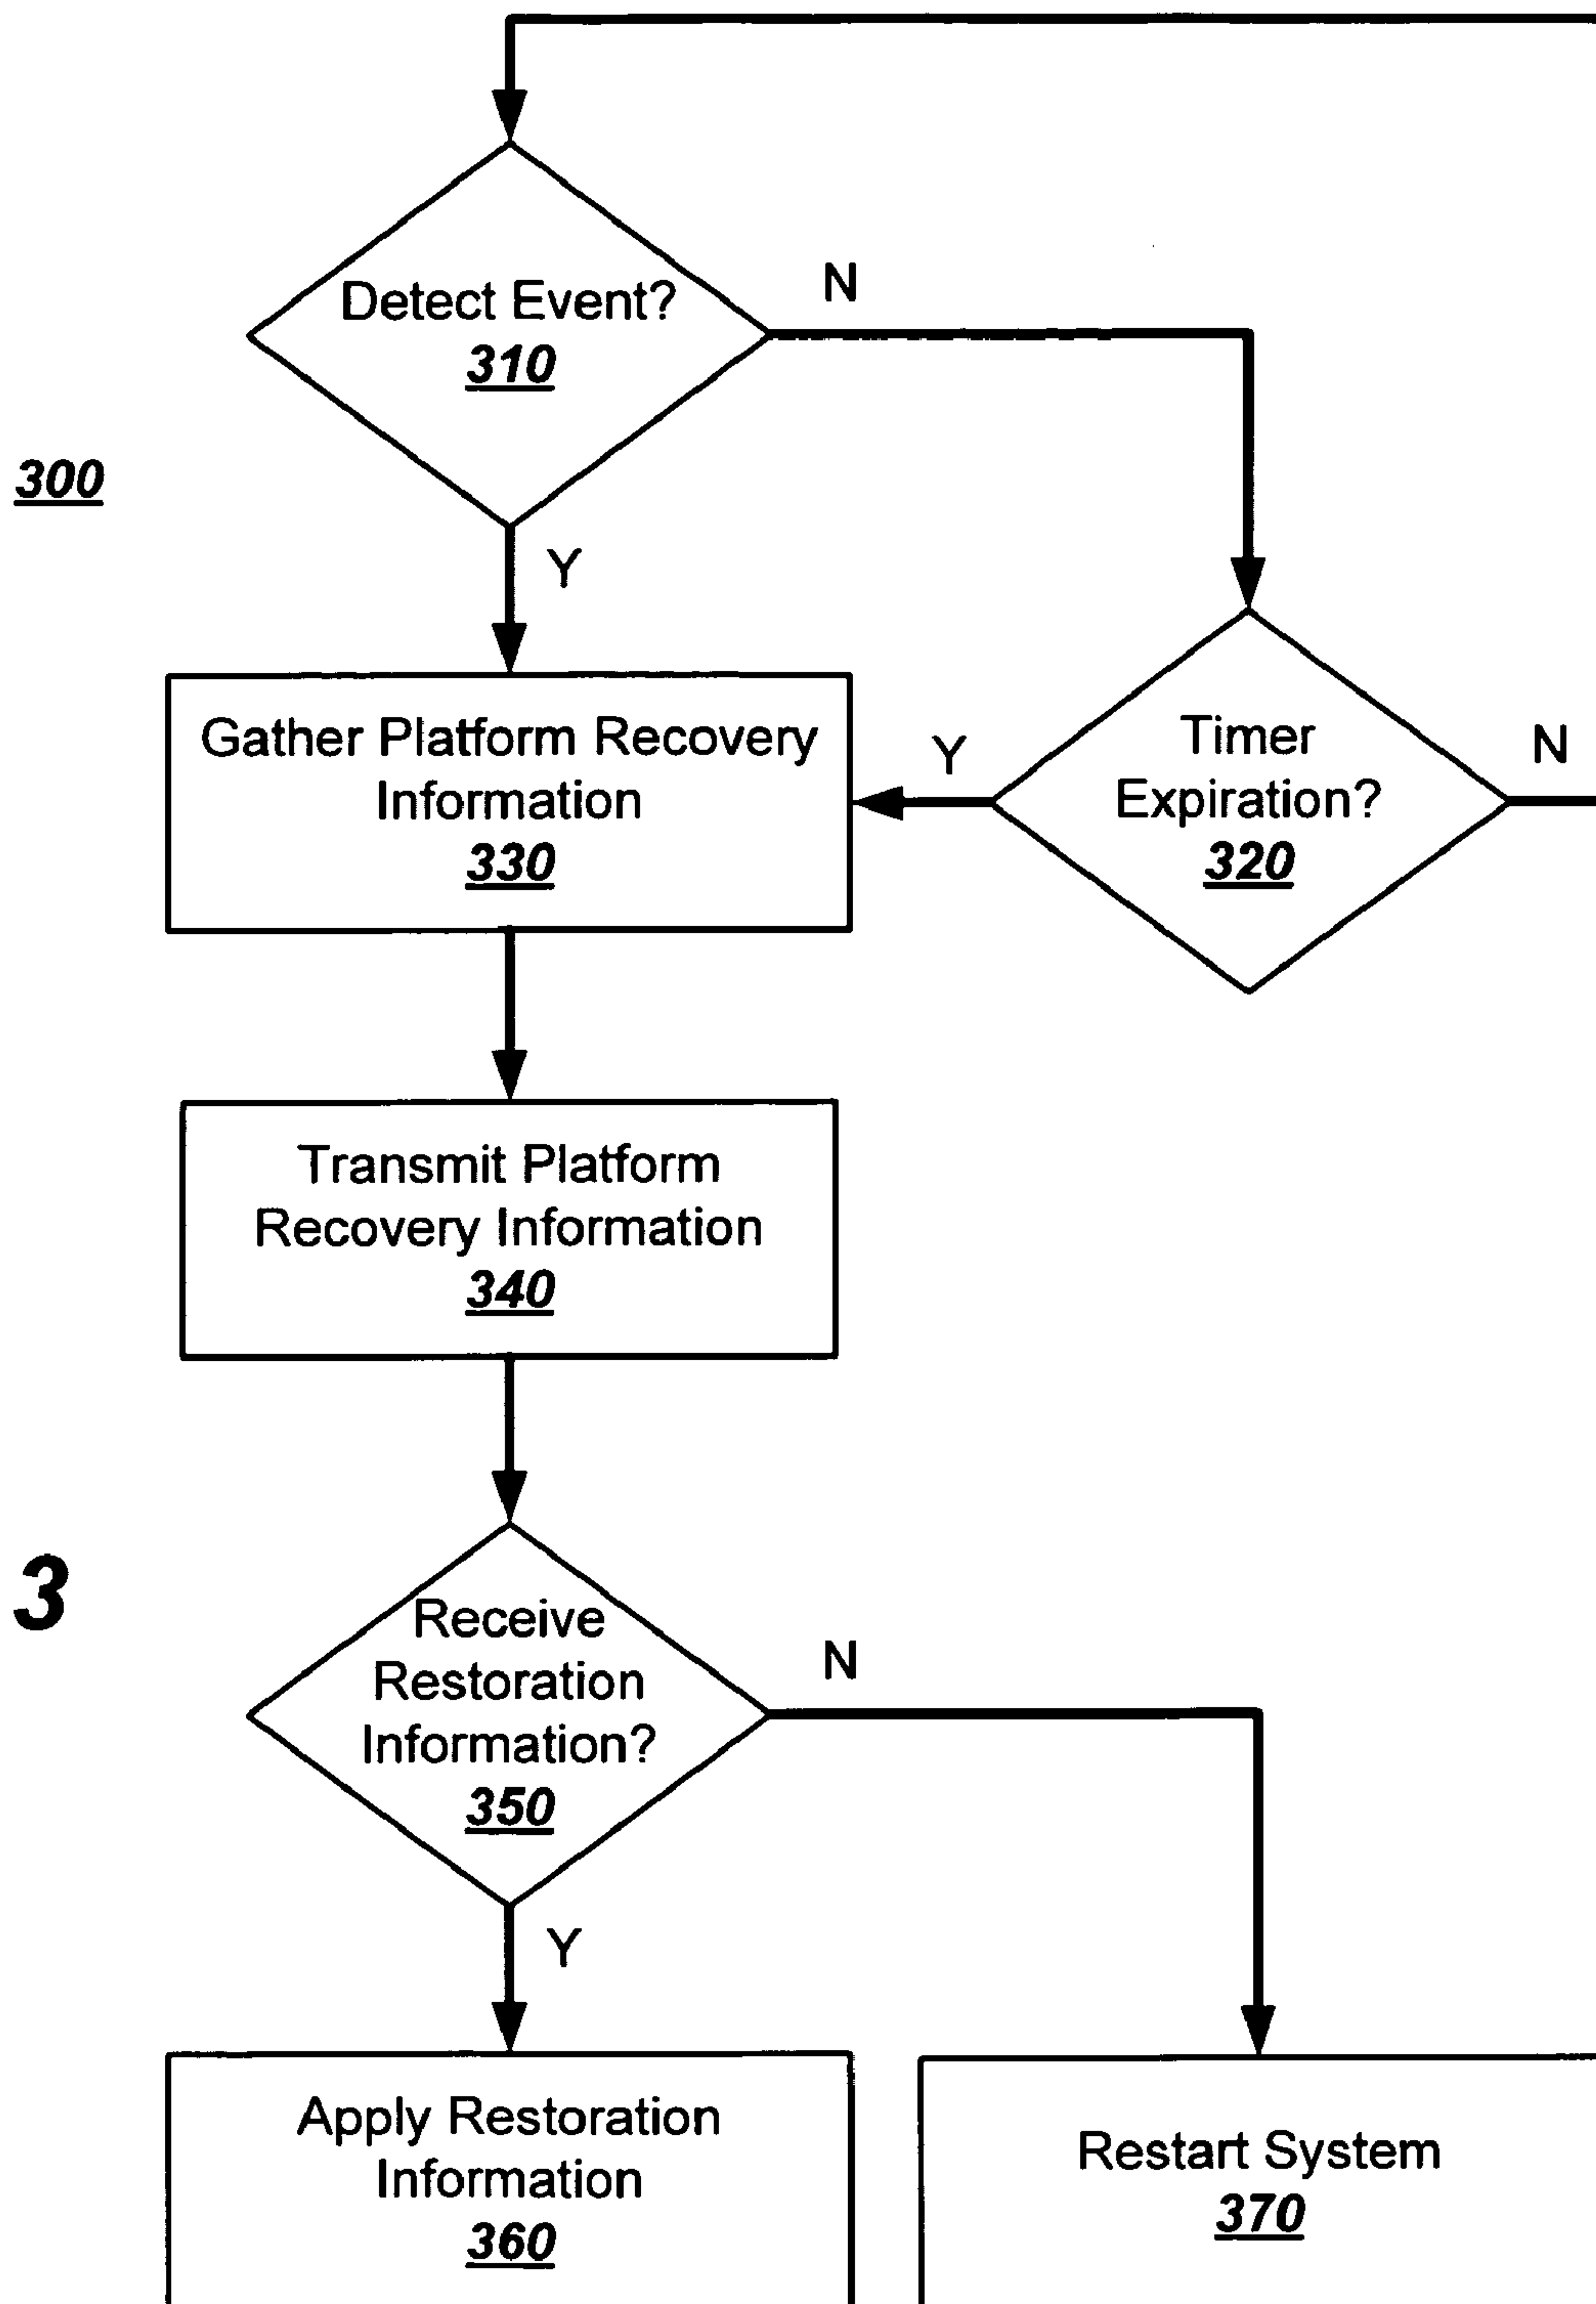 Detect Event?
310
N
300
Y
Gather Platform Recovery
Information
330
Y
Timer
Expiration?
320
N
Transmit Platform
Recovery Information
340
3
Receive
Restoration
Information?
350
N
Y
Apply Restoration
Information
360
Restart System
370